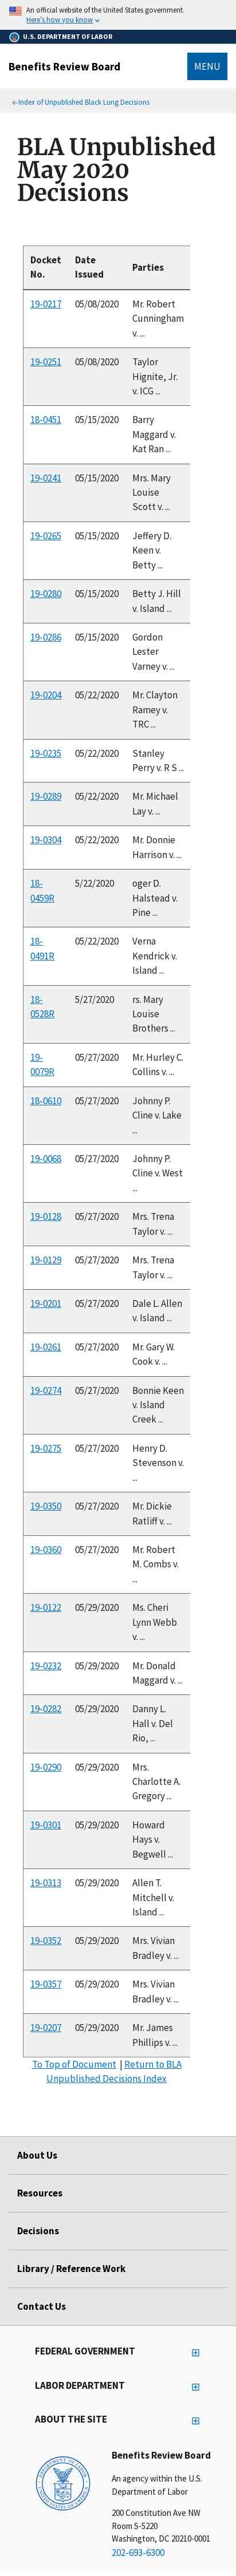 An official website of the United States government.
Here's how you know
U.S. DEPARTMENT OF LABOR
Benefits Review Board
MENU
Index of Unpublished Black Lung Decisions
BLA Unpublished
May 2020
Decisions
Docket No. Date Issued Parties
19-0217 05/08/2020 Mr. Robert
Cunningham
v. ...
19-0251 05/08/2020 Taylor
Hignite, Jr.
v. ICG ...
18-0451 05/15/2020 Barry
Maggard v.
Kat Ran ...
19-0241 05/15/2020 Mrs. Mary
Louise
Scott v. ...
19-0265 05/15/2020 Jeffery D.
Keen v.
Betty ...
19-0280 05/15/2020 Betty J. Hill
v. Island ...
19-0286 05/15/2020 Gordon
Lester
Varney v. ...
19-0204 05/22/2020 Mr. Clayton
Ramey v.
TRC ...
19-0235 05/22/2020 Stanley
Perry v. R S ...
19-0289 05/22/2020 Mr. Michael
Lay v. ...
19-0304 05/22/2020 Mr. Donnie
Harrison v. ...
18-0459R 5/22/2020 oger D.
Halstead v.
Pine ...
18-0491R 05/22/2020 Verna
Kendrick v.
Island ...
18-0528R 5/27/2020 rs. Mary
Louise
Brothers ...
19-0079R 05/27/2020 Mr. Hurley C.
Collins v. ...
18-0610 05/27/2020 Johnny P.
Cline v. Lake
...
19-0068 05/27/2020 Johnny P.
Cline v. West
...
19-0128 05/27/2020 Mrs. Trena
Taylor v. ...
19-0129 05/27/2020 Mrs. Trena
Taylor v. ...
19-0201 05/27/2020 Dale L. Allen
v. Island ...
19-0261 05/27/2020 Mr. Gary W.
Cook v. ...
19-0274 05/27/2020 Bonnie Keen
v. Island
Creek ...
19-0275 05/27/2020 Henry D.
Stevenson v.
...
19-0350 05/27/2020 Mr. Dickie
Ratliff v. ...
19-0360 05/27/2020 Mr. Robert
M. Combs v.
...
19-0122 05/29/2020 Ms. Cheri
Lynn Webb
v. ...
19-0232 05/29/2020 Mr. Donald
Maggard v. ...
19-0282 05/29/2020 Danny L.
Hall v. Del
Rio, ...
19-0290 05/29/2020 Mrs.
Charlotte A.
Gregory ...
19-0301 05/29/2020 Howard
Hays v.
Begwell ...
19-0313 05/29/2020 Allen T.
Mitchell v.
Island ...
19-0352 05/29/2020 Mrs. Vivian
Bradley v. ...
19-0357 05/29/2020 Mrs. Vivian
Bradley v. ...
19-0207 05/29/2020 Mr. James
Phillips v. ...
To Top of Document | Return to BLA
Unpublished Decisions Index
About Us
Resources
Decisions
Library / Reference Work
Contact Us
FEDERAL GOVERNMENT
LABOR DEPARTMENT
ABOUT THE SITE
Benefits Review Board
An agency within the U.S.
Department of Labor
200 Constitution Ave NW
Room S-5220
Washington, DC 20210-0001
202-693-6300